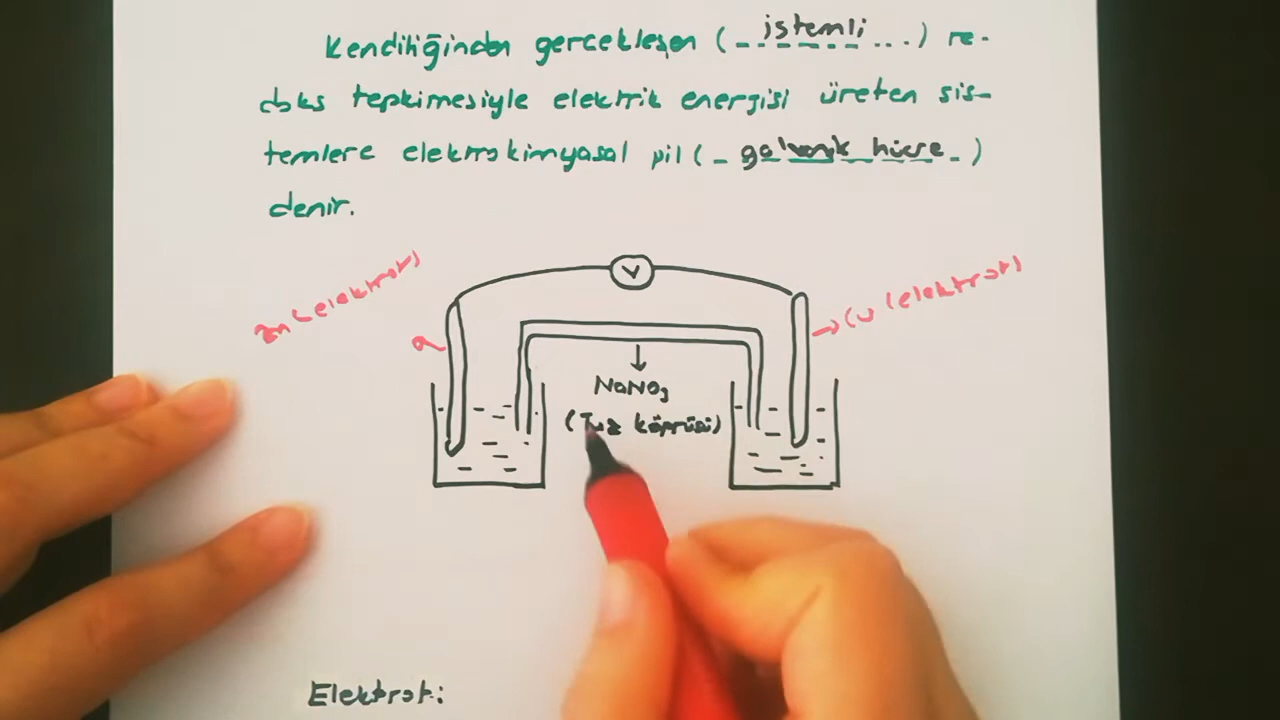 Kendiliğinden gerçekleşen (istemli) re-
doks tepkimesiyle elektrik enerjisi üreten sis-
temlere elektrokimyasal pil (galvanik hücre)
denir.
V
Zn (elektrot)
→Cu (elektrot)
NaNO3
(Tuz köprüsü)
Elektrot: